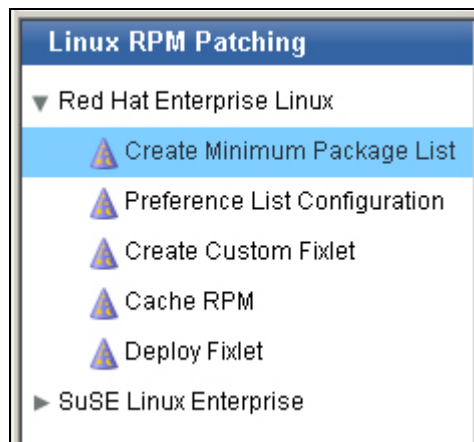 Linux RPM Patching
Red Hat Enterprise Linux
Create Minimum Package List
Preference List Configuration
Create Custom Fixlet
Cache RPM
Deploy Fixlet
SuSE Linux Enterprise